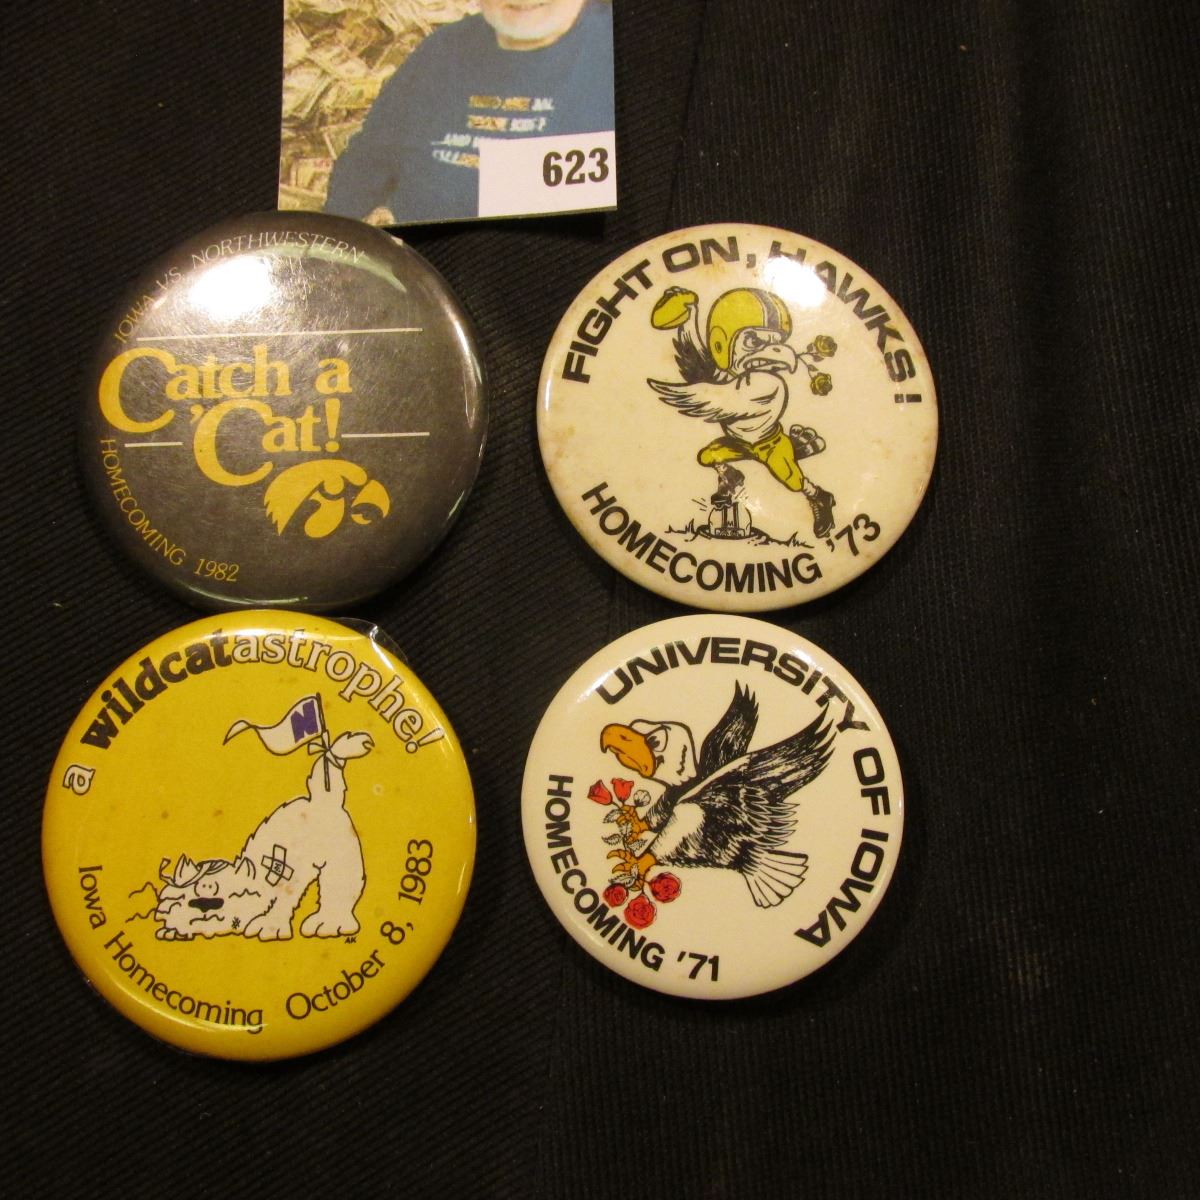 623
IOWA VS. NORTHWESTERN
Catch a
'Cat!
HOMECOMING 1982
FIGHT ON, HAWKS!
HOMECOMING '73
a wildcatastrophe!
N
Iowa Homecoming October 8, 1983
AK
UNIVERSITY OF IOWA
HOMECOMING '71